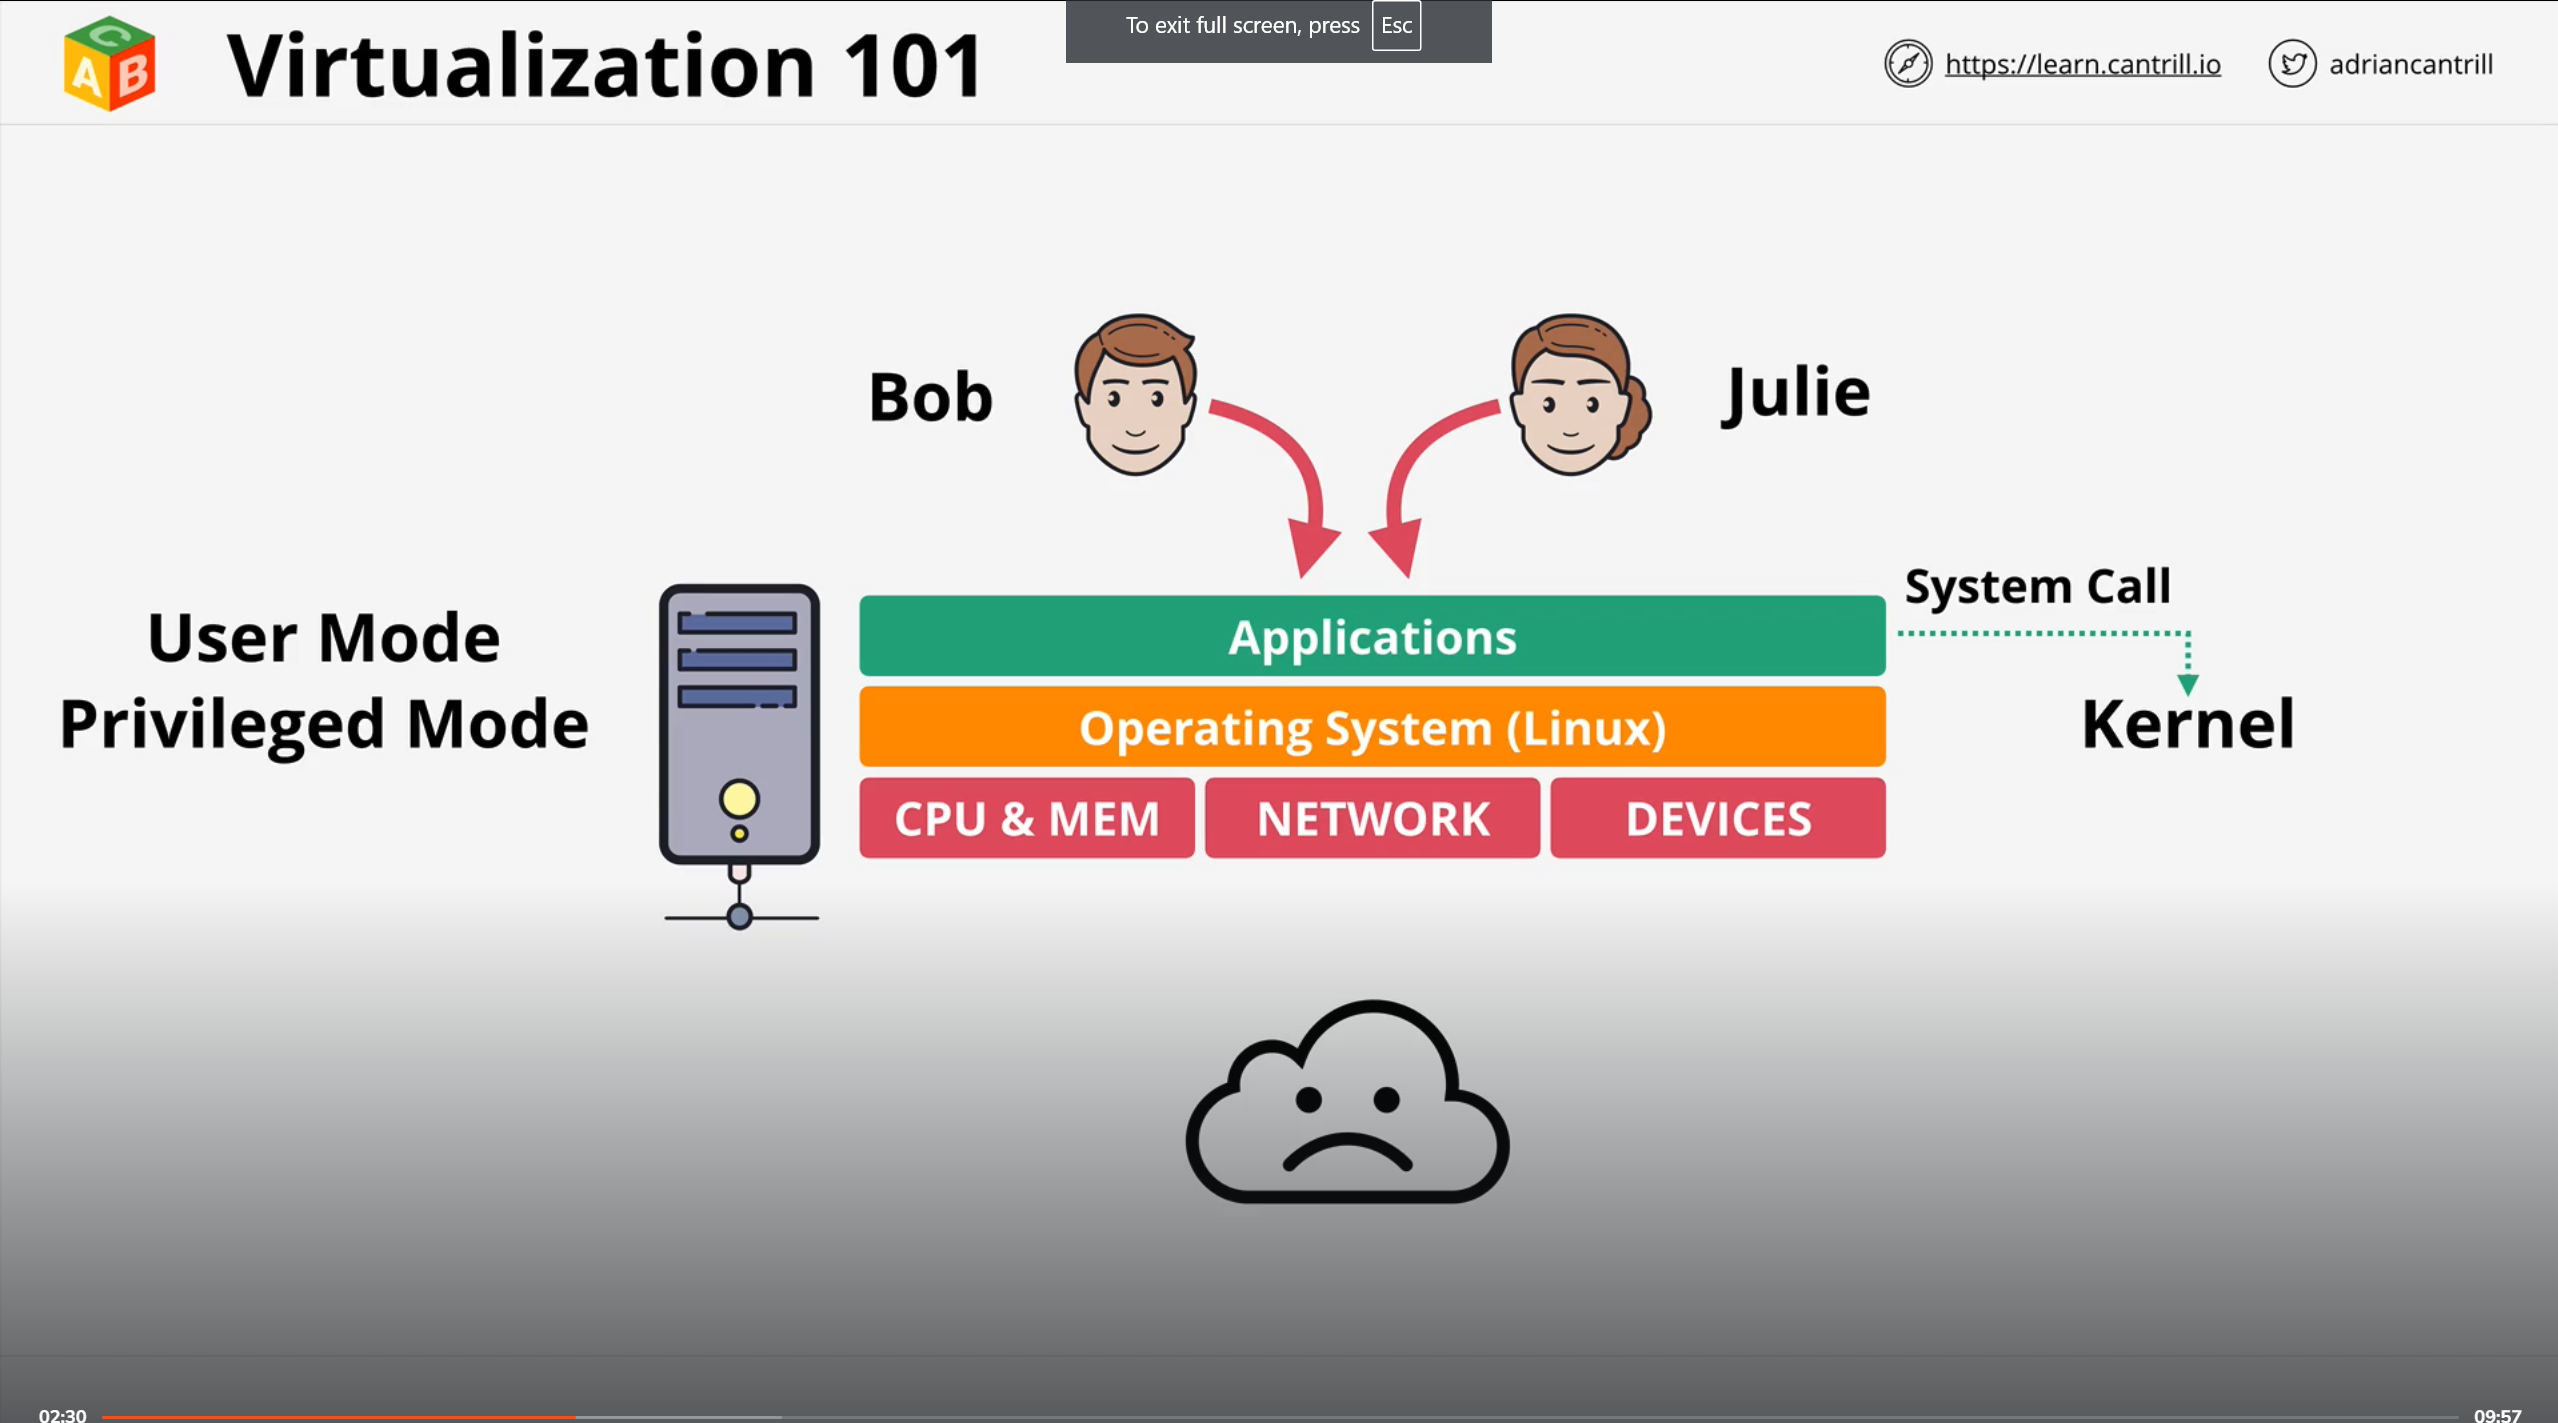 To exit full screen, press Esc
C
A B
Virtualization 101
https://learn.cantrill.io
adriancantrill
Bob
Julie
System Call
User Mode
Privileged Mode
Applications
Operating System (Linux)
Kernel
CPU & MEM
NETWORK
DEVICES
02:30
09:57